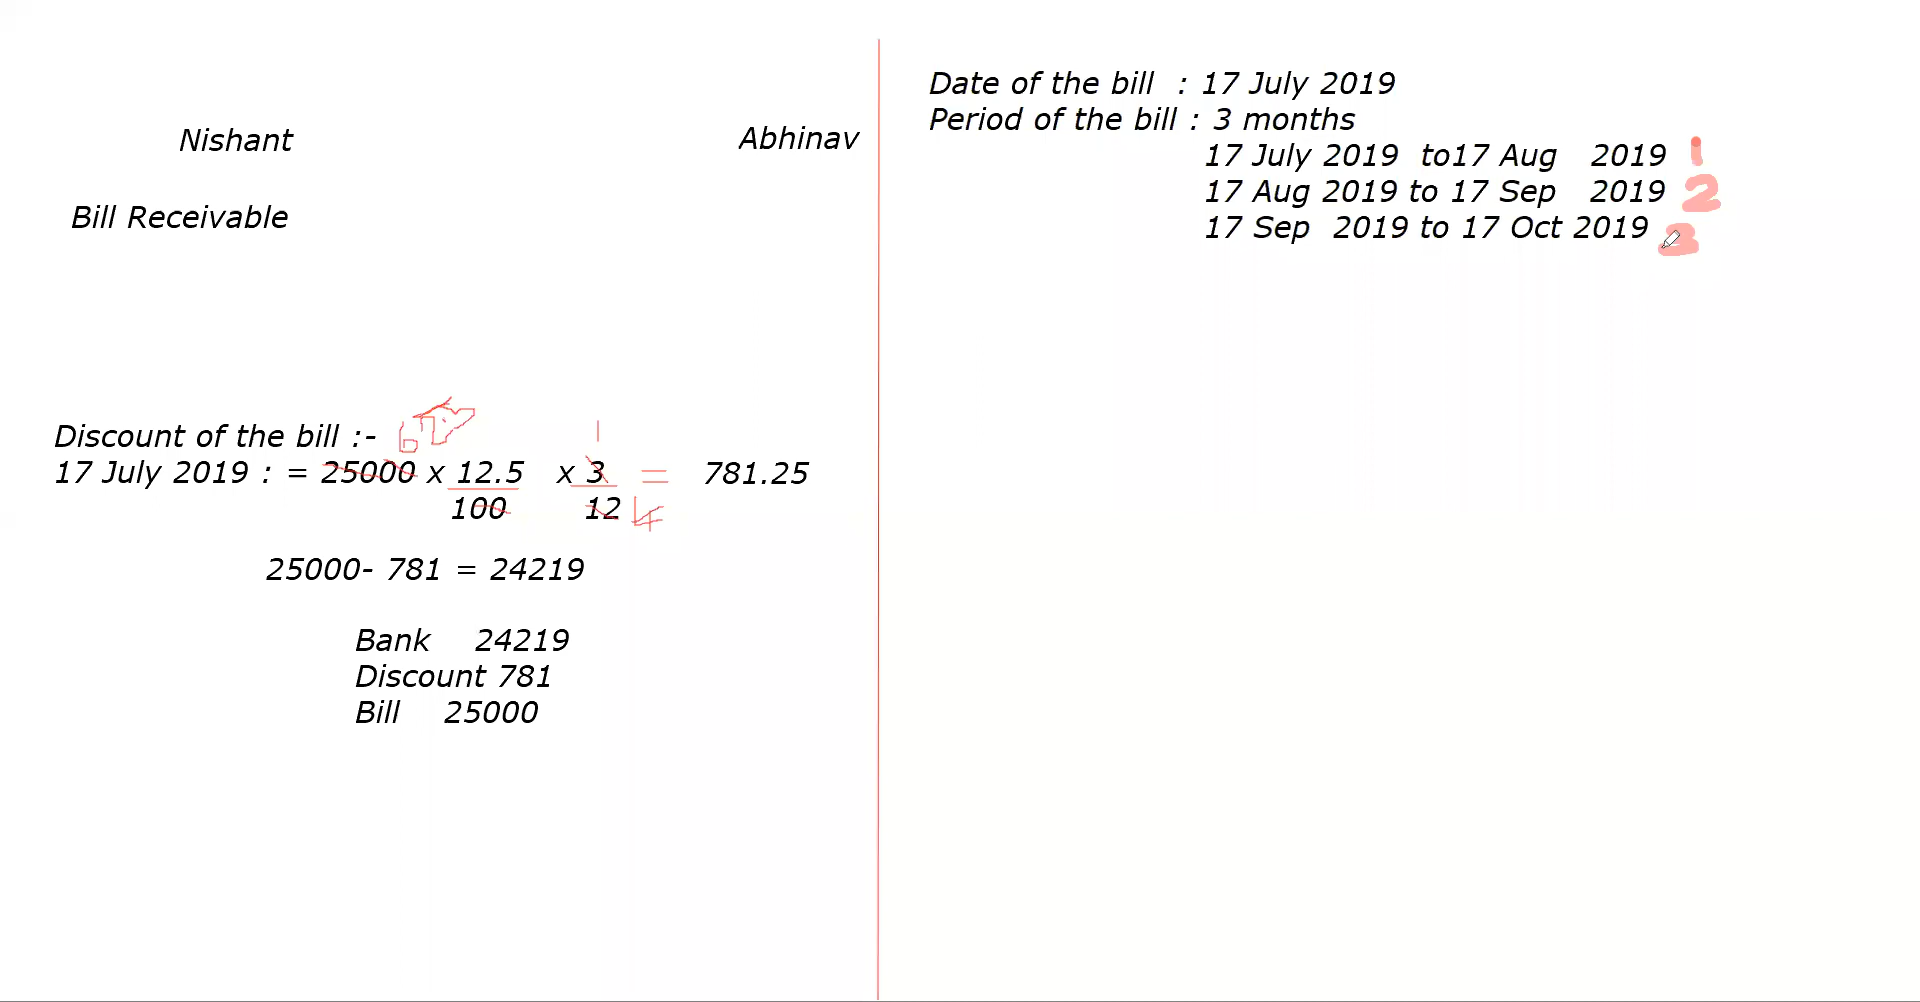 Nishant Abhinav
Bill Receivable
Discount of the bill :-
17 July 2019 : = 25000 x 12.5 x 3 = 781.25
100 12 4
1
25000- 781 = 24219
Bank 24219
Discount 781
Bill 25000
Date of the bill : 17 July 2019
Period of the bill : 3 months
17 July 2019 to17 Aug 2019 1
17 Aug 2019 to 17 Sep 2019 2
17 Sep 2019 to 17 Oct 2019 3